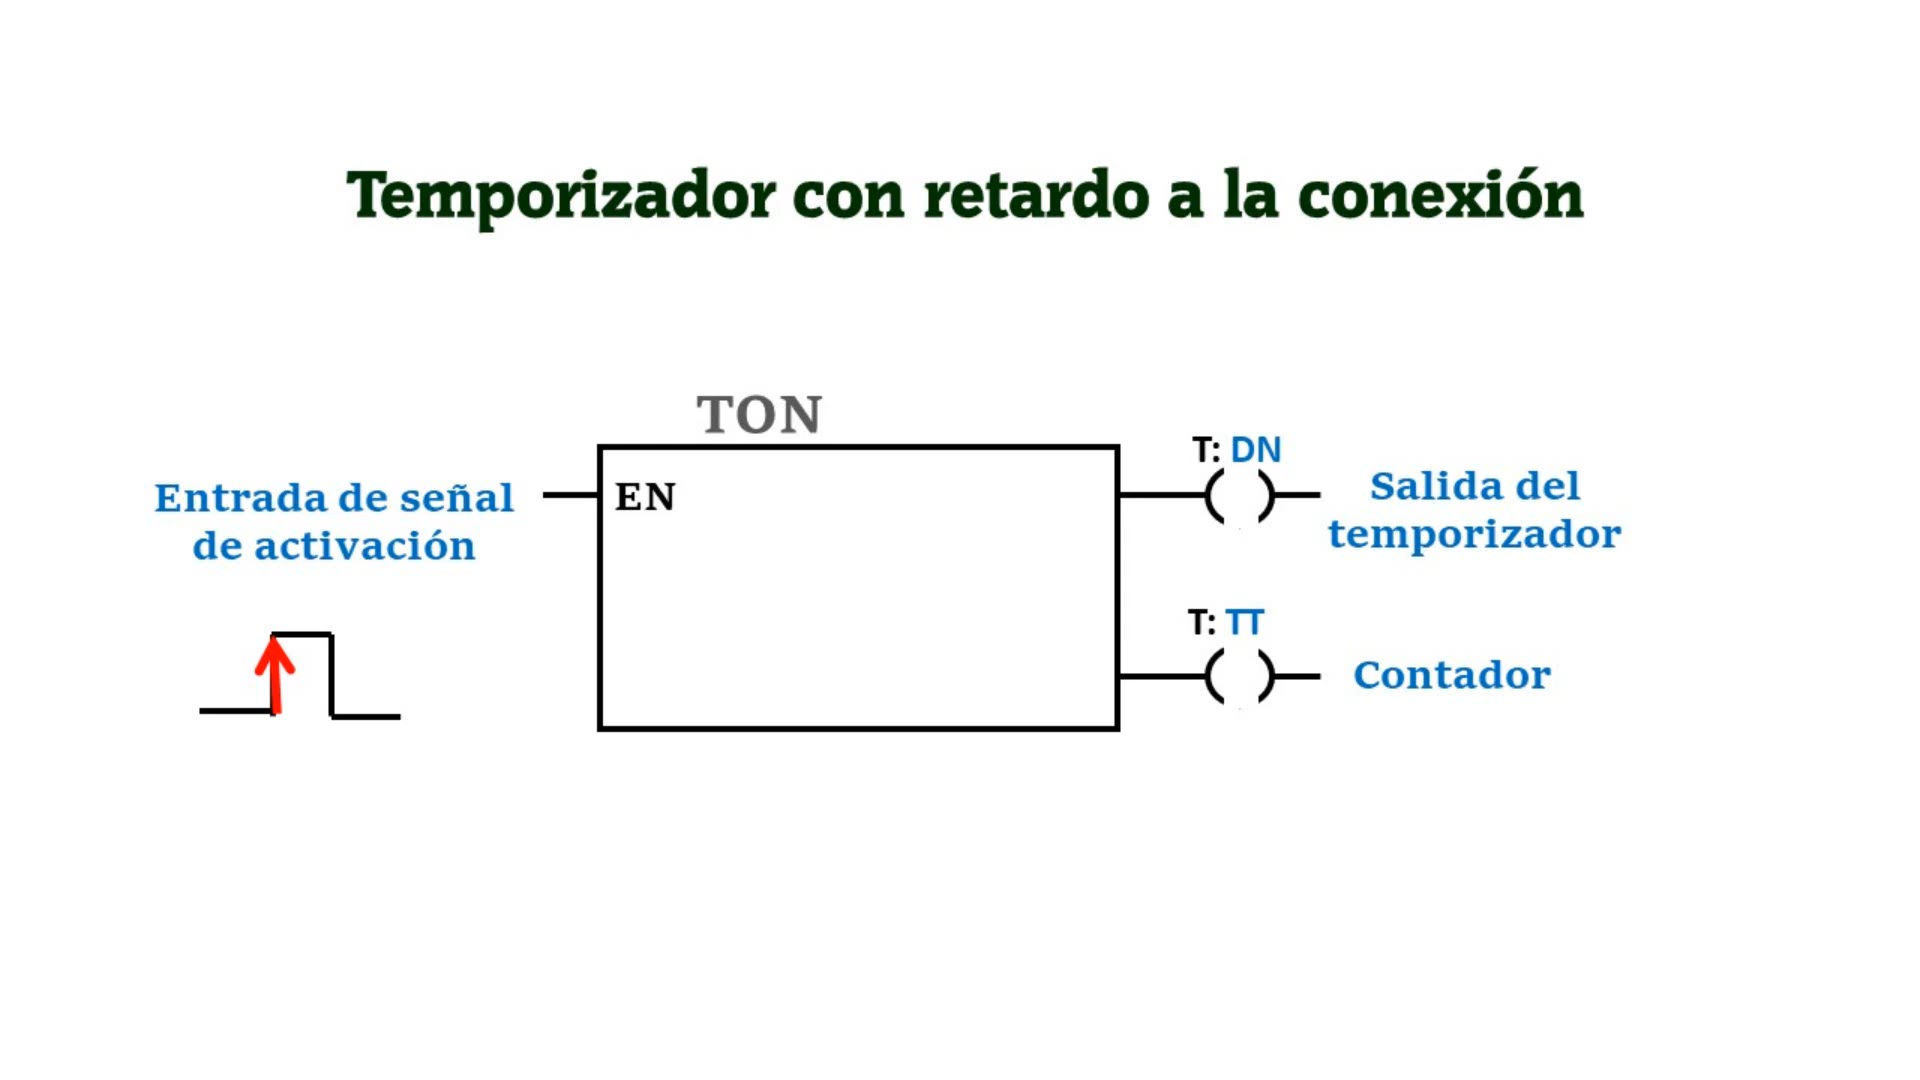 Temporizador con retardo a la conexión
TON
EN
Entrada de señal
de activación
T: DN
Salida del
temporizador
T: TT
Contador